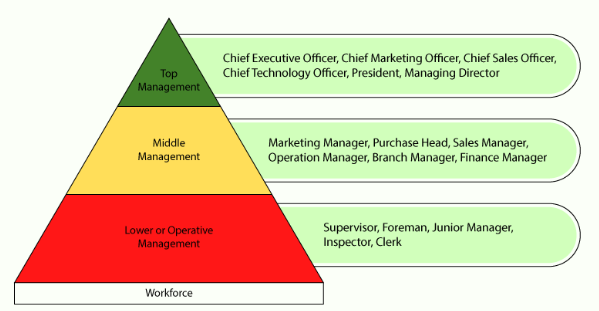 Top
Management
Chief Executive Officer, Chief Marketing Officer, Chief Sales Officer,
Chief Technology Officer, President, Managing Director
Middle
Management
Marketing Manager, Purchase Head, Sales Manager,
Operation Manager, Branch Manager, Finance Manager
Lower or Operative
Management
Supervisor, Foreman, Junior Manager,
Inspector, Clerk
Workforce